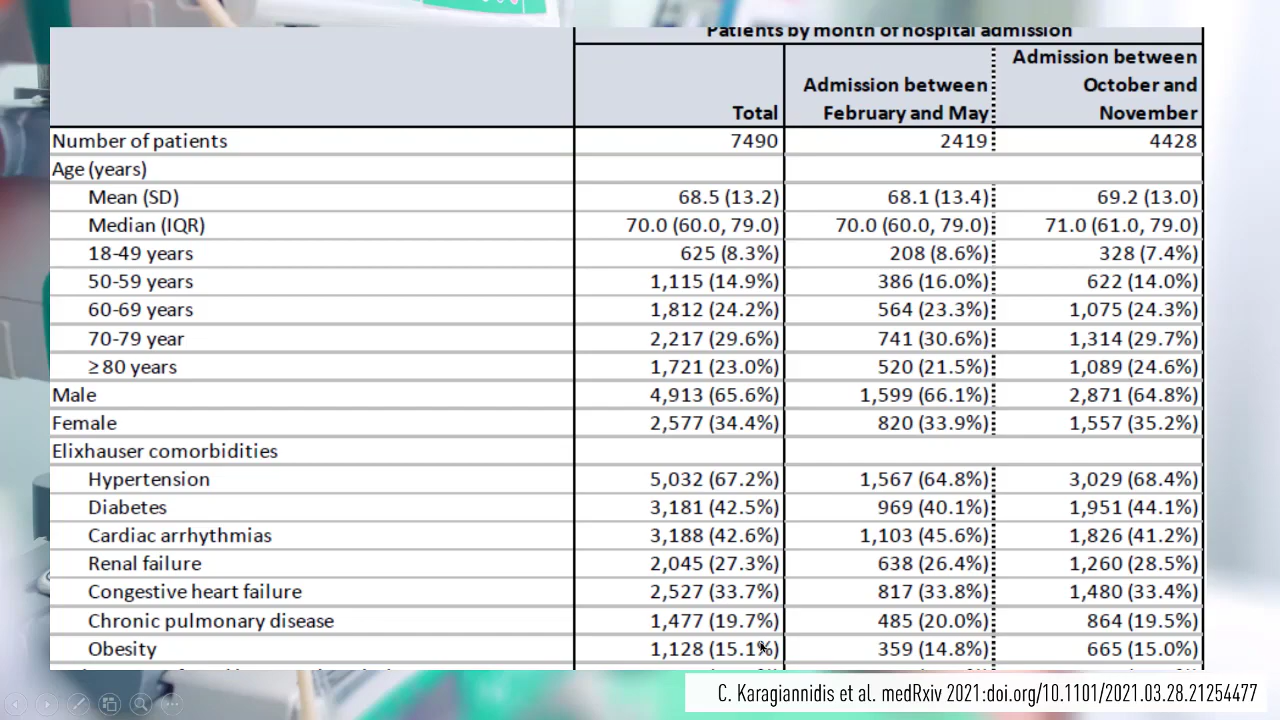 Patients by month of hospital admission
Total Admission between February and May Admission between October and November
Number of patients 7490 2419 4428
Age (years)
Mean (SD) 68.5 (13.2) 68.1 (13.4) 69.2 (13.0)
Median (IQR) 70.0 (60.0, 79.0) 70.0 (60.0, 79.0) 71.0 (61.0, 79.0)
18-49 years 625 (8.3%) 208 (8.6%) 328 (7.4%)
50-59 years 1,115 (14.9%) 386 (16.0%) 622 (14.0%)
60-69 years 1,812 (24.2%) 564 (23.3%) 1,075 (24.3%)
70-79 year 2,217 (29.6%) 741 (30.6%) 1,314 (29.7%)
≥ 80 years 1,721 (23.0%) 520 (21.5%) 1,089 (24.6%)
Male 4,913 (65.6%) 1,599 (66.1%) 2,871 (64.8%)
Female 2,577 (34.4%) 820 (33.9%) 1,557 (35.2%)
Elixhauser comorbidities
Hypertension 5,032 (67.2%) 1,567 (64.8%) 3,029 (68.4%)
Diabetes 3,181 (42.5%) 969 (40.1%) 1,951 (44.1%)
Cardiac arrhythmias 3,188 (42.6%) 1,103 (45.6%) 1,826 (41.2%)
Renal failure 2,045 (27.3%) 638 (26.4%) 1,260 (28.5%)
Congestive heart failure 2,527 (33.7%) 817 (33.8%) 1,480 (33.4%)
Chronic pulmonary disease 1,477 (19.7%) 485 (20.0%) 864 (19.5%)
Obesity 1,128 (15.1%) 359 (14.8%) 665 (15.0%)
C. Karagiannidis et al. medRxiv 2021:doi.org/10.1101/2021.03.28.21254477